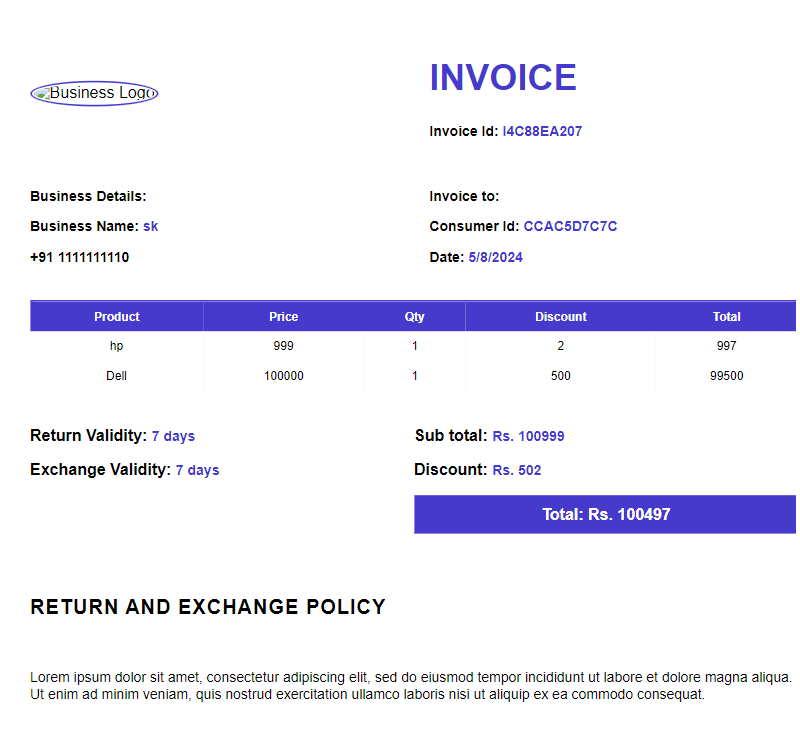 INVOICE
Business Logo
Invoice Id: I4C88EA207
Business Details:
Invoice to:
Business Name: sk
Consumer Id: CCAC5D7C7C
+91 1111111110
Date: 5/8/2024
Product Price Qty Discount Total
hp 999 1 2 997
Dell 100000 1 500 99500
Return Validity: 7 days
Sub total: Rs. 100999
Exchange Validity: 7 days
Discount: Rs. 502
Total: Rs. 100497
RETURN AND EXCHANGE POLICY
Lorem ipsum dolor sit amet, consectetur adipiscing elit, sed do eiusmod tempor incididunt ut labore et dolore magna aliqua.
Ut enim ad minim veniam, quis nostrud exercitation ullamco laboris nisi ut aliquip ex ea commodo consequat.